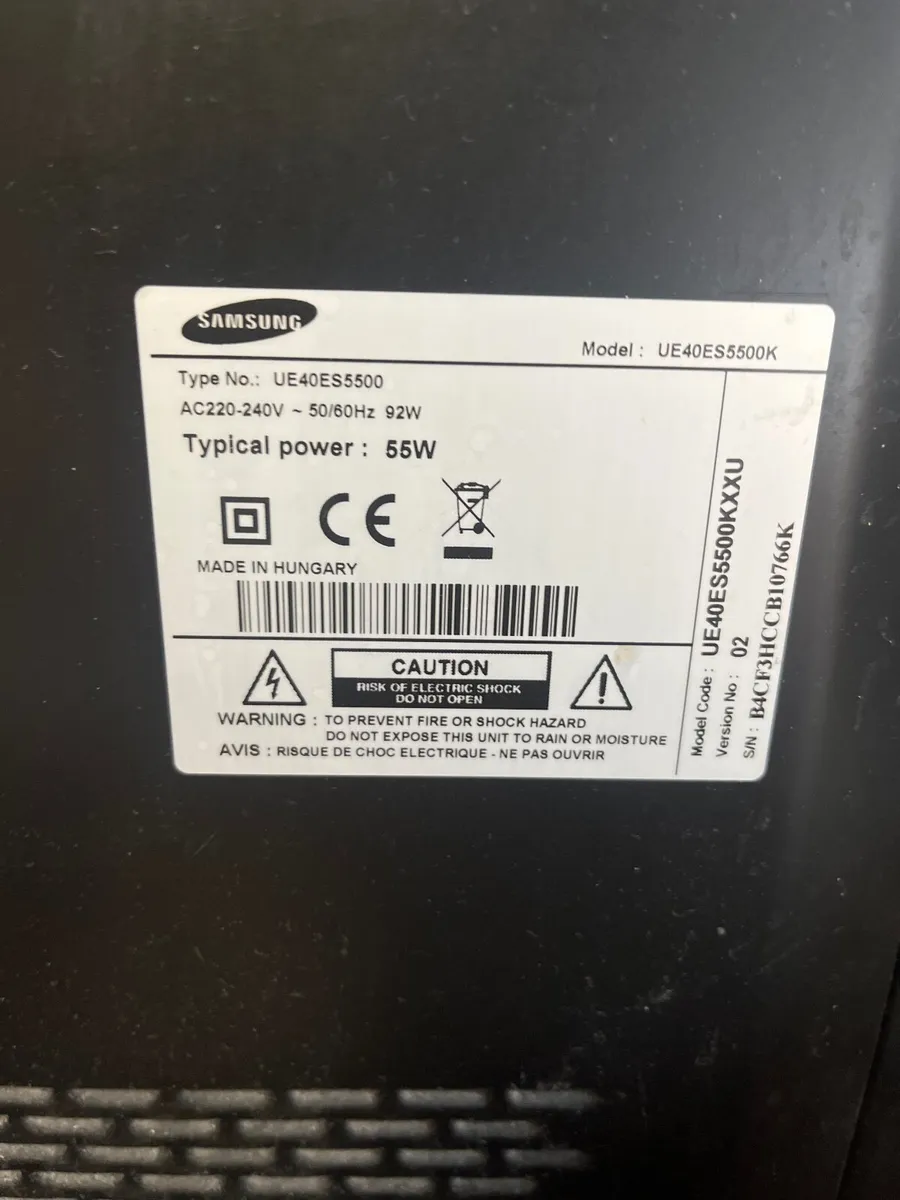 SAMSUNG
Model : UE40ES5500K
Type No.: UE40ES5500
AC220-240V ~ 50/60Hz 92W
Typical power : 55W
CE
MADE IN HUNGARY
CAUTION
RISK OF ELECTRIC SHOCK
DO NOT OPEN
WARNING : TO PREVENT FIRE OR SHOCK HAZARD
DO NOT EXPOSE THIS UNIT TO RAIN OR MOISTURE
AVIS : RISQUE DE CHOC ELECTRIQUE - NE PAS OUVRIR
Model Code : UE40ES5500KXXU
Version No : 02
S/N : B4CF3HCCB10766K